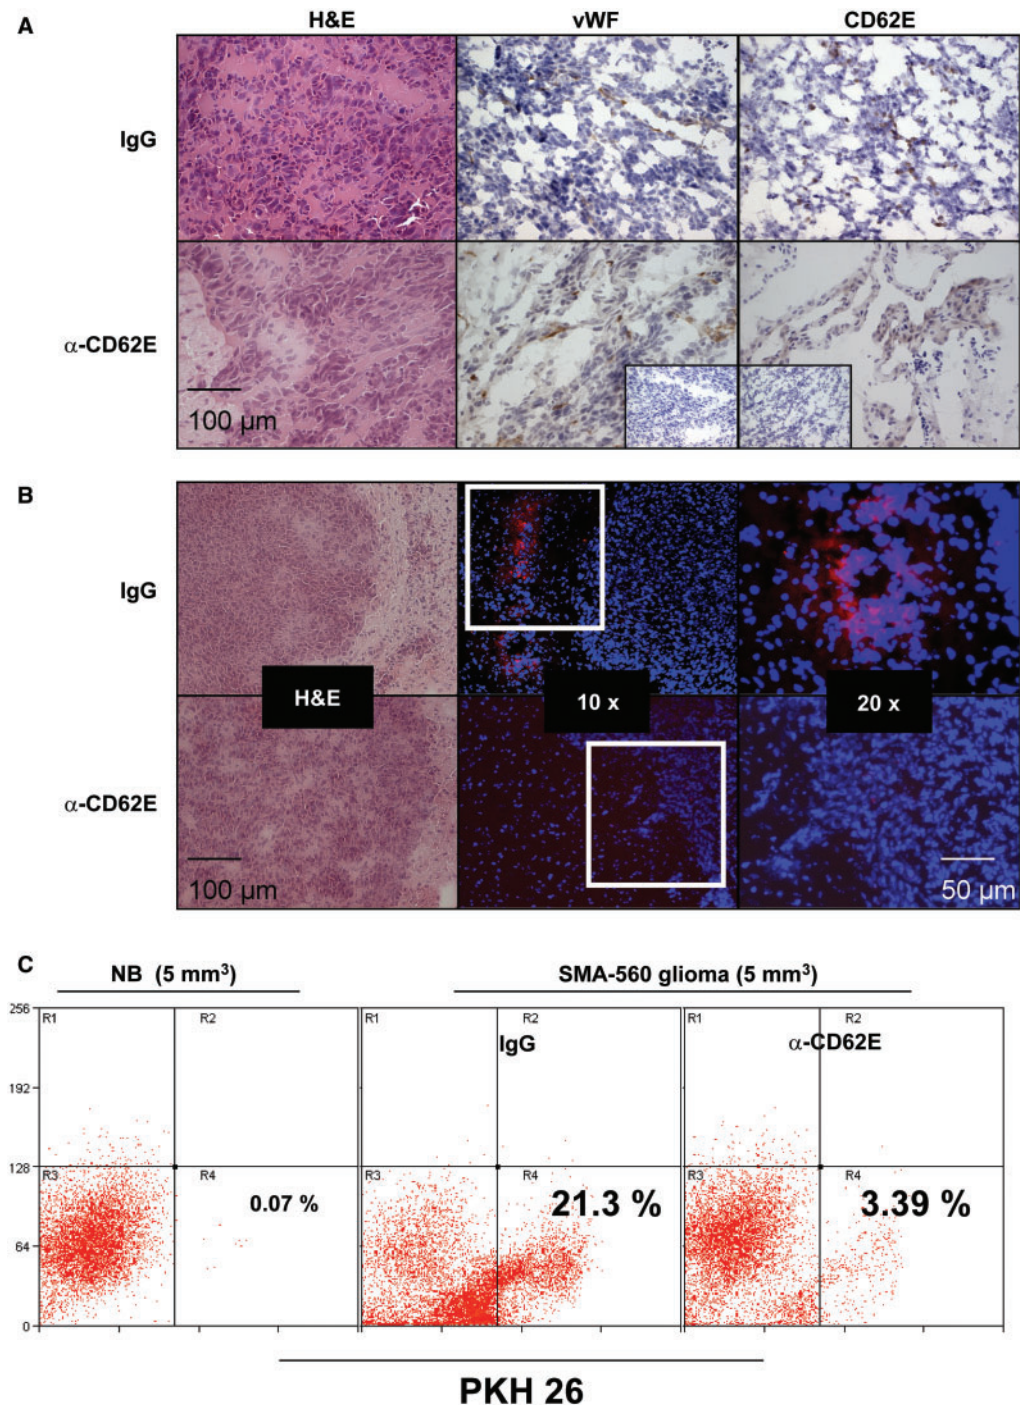 A
H&E vWF CD62E
IgG
α-CD62E
100 µm
B
IgG
H&E 10 x 20 x
α-CD62E
100 µm 50 µm
C
NB (5 mm³) SMA-560 glioma (5 mm³)
256
R1 R2 R1 R2 R1 R2
IgG α-CD62E
192
128
R3 R4 R3 R4 R3 R4
0.07 % 21.3 % 3.39 %
64
0
PKH 26